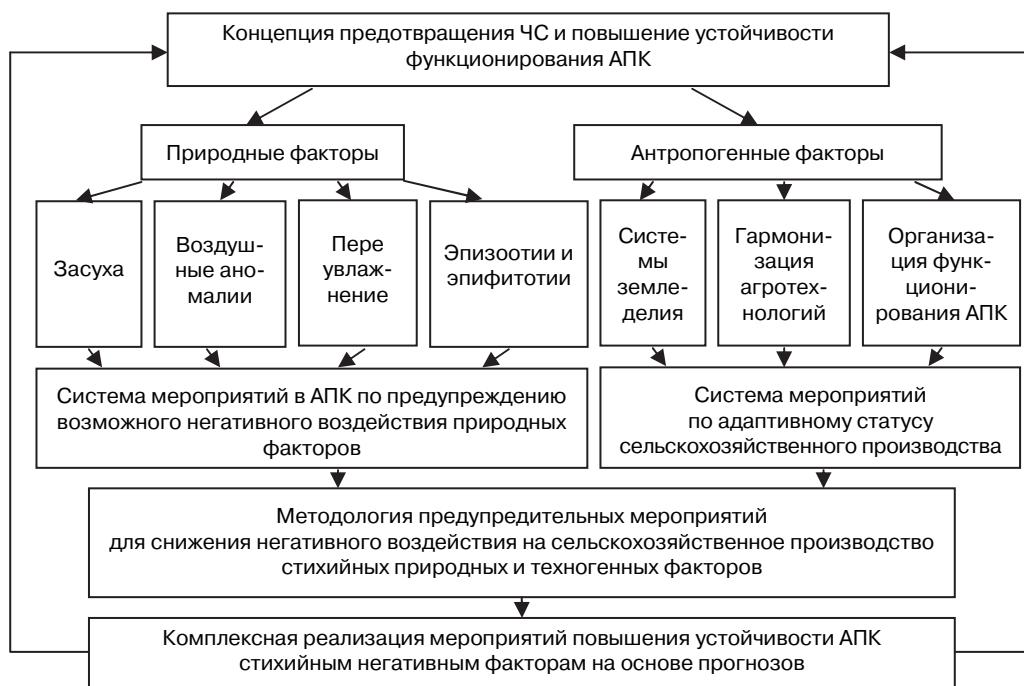 Концепция предотвращения ЧС и повышение устойчивости
функционирования АПК
Природные факторы
Антропогенные факторы
Засуха
Воздуш-
ные ано-
малии
Пере
увлаж-
нение
Эпизоотии и
эпифитотии
Систе-
мы
земле-
делия
Гармони-
зация
агротех-
нологий
Организа-
ция функ-
циони-
рования АПК
Система мероприятий в АПК по предупреждению
возможного негативного воздействия природных
факторов
Система мероприятий
по адаптивному статусу
сельскохозяйственного производства
Методология предупредительных мероприятий
для снижения негативного воздействия на сельскохозяйственное производство
стихийных природных и техногенных факторов
Комплексная реализация мероприятий повышения устойчивости АПК
стихийным негативным факторам на основе прогнозов